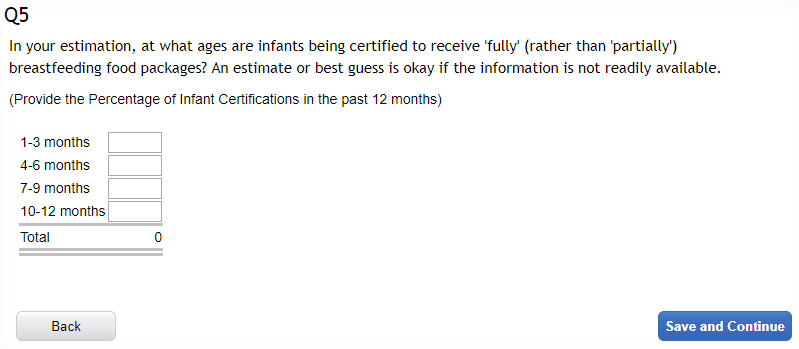 Q5
In your estimation, at what ages are infants being certified to receive 'fully' (rather than 'partially')
breastfeeding food packages? An estimate or best guess is okay if the information is not readily available.
(Provide the Percentage of Infant Certifications in the past 12 months)
1-3 months
4-6 months
7-9 months
10-12 months
Total 0
Back Save and Continue